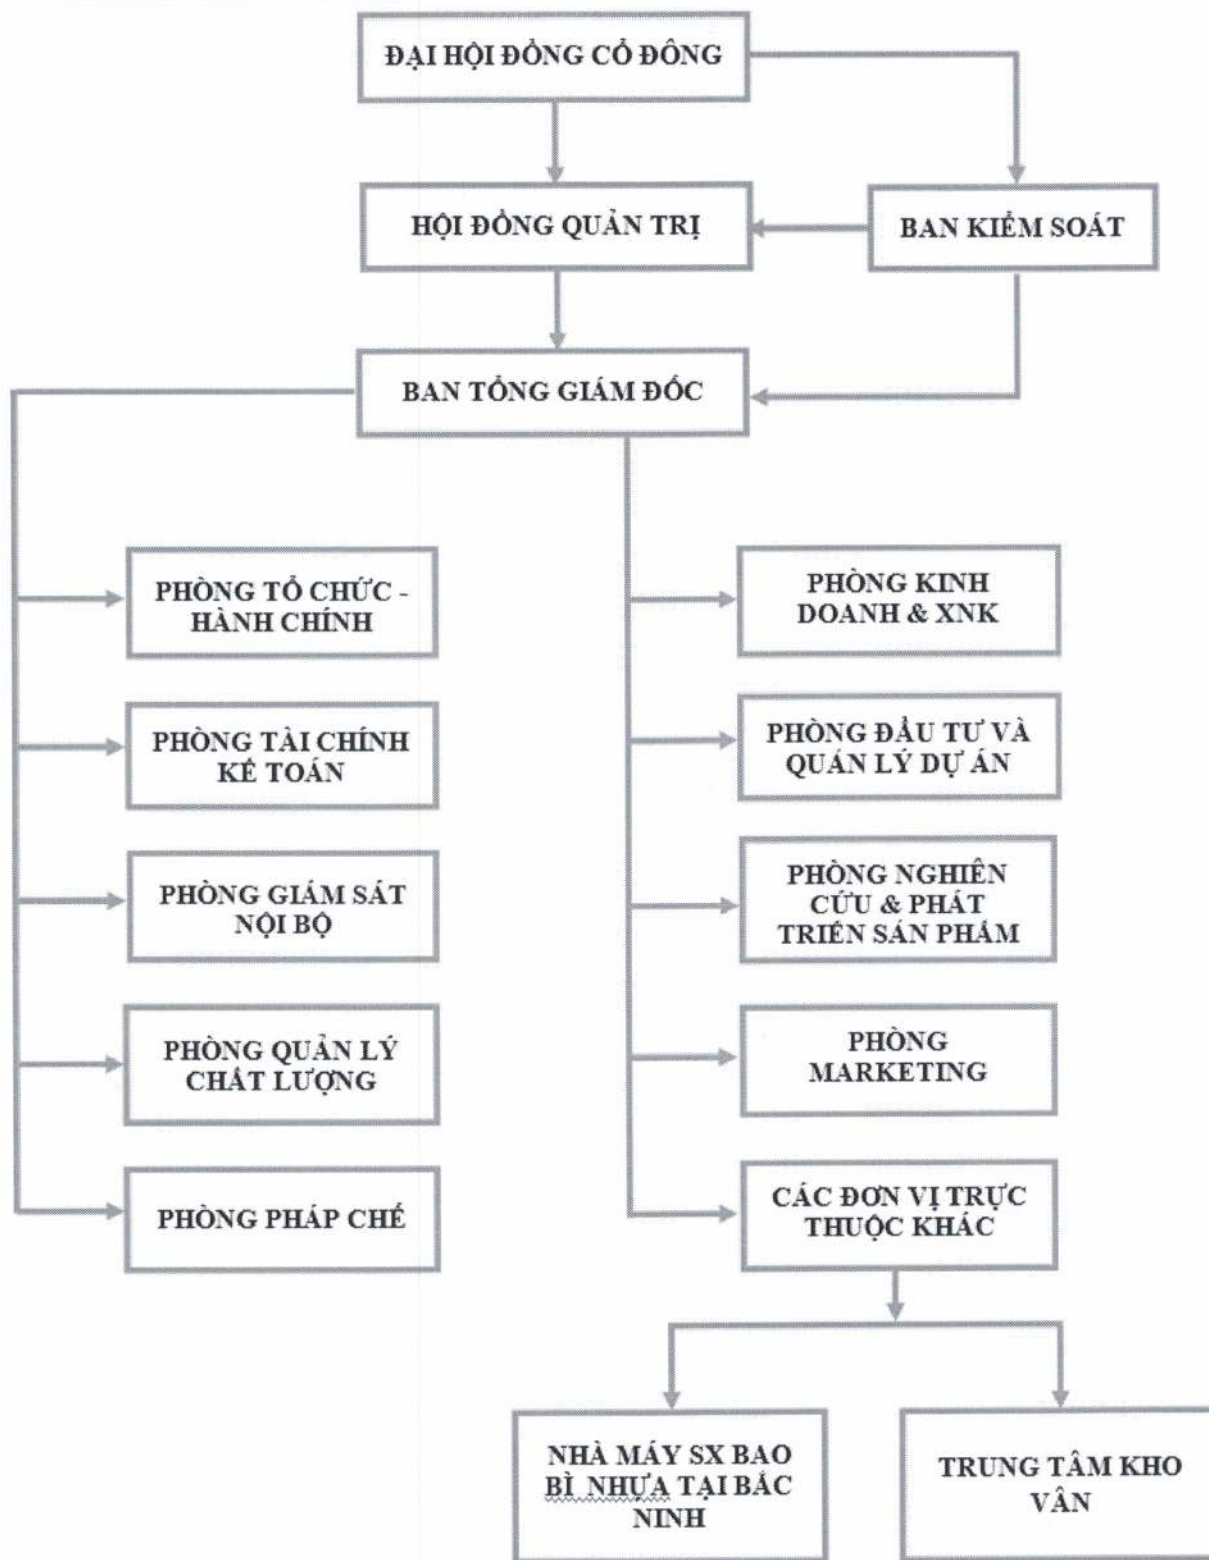 ĐẠI HỘI ĐỒNG CỔ ĐÔNG
HỘI ĐỒNG QUẢN TRỊ
BAN KIỂM SOÁT
BAN TỔNG GIÁM ĐỐC
PHÒNG TỔ CHỨC -
HÀNH CHÍNH
PHÒNG TÀI CHÍNH
KẾ TOÁN
PHÒNG GIÁM SÁT
NỘI BỘ
PHÒNG QUẢN LÝ
CHẤT LƯỢNG
PHÒNG PHÁP CHẾ
PHÒNG KINH
DOANH & XNK
PHÒNG ĐẦU TƯ VÀ
QUẢN LÝ DỰ ÁN
PHÒNG NGHIÊN
CỨU & PHÁT
TRIỂN SẢN PHẨM
PHÒNG
MARKETING
CÁC ĐƠN VỊ TRỰC
THUỘC KHÁC
NHÀ MÁY SX BAO
BÌ NHỰA TẠI BẮC
NINH
TRUNG TÂM KHO
VẬN